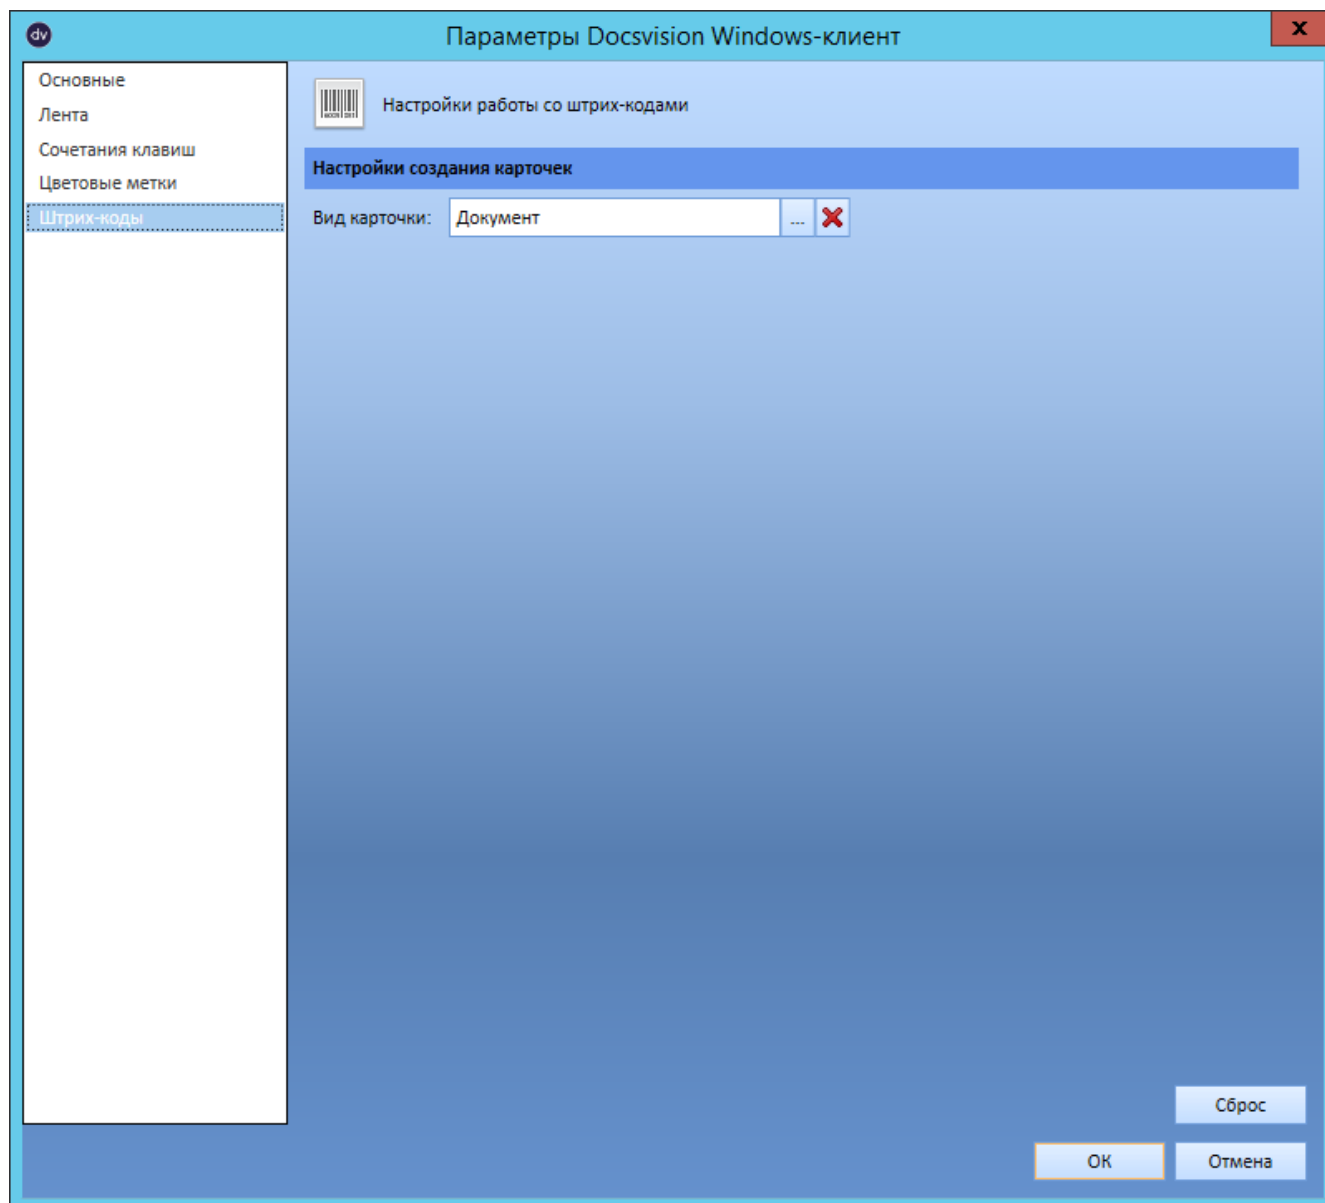 dv
Параметры Docsvision Windows-клиент
x
Основные
Лента
Сочетания клавиш
Цветовые метки
Штрих-коды
Настройки работы со штрих-кодами
Настройки создания карточек
Вид карточки:
Документ
...
Сброс
ОК
Отмена